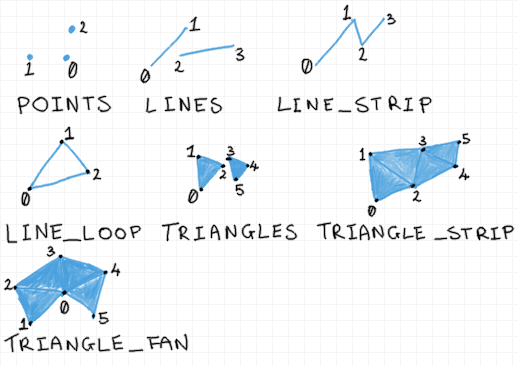 2
1 0
POINTS
1
0 2 3
LINES
1 3
0 2
LINE_STRIP
1
2
0
LINE_LOOP
1 3
2 4
0 5
TRIANGLES
3 5
1
4
2
0
TRIANGLE_STRIP
3
4
2
0
1 5
TRIANGLE_FAN